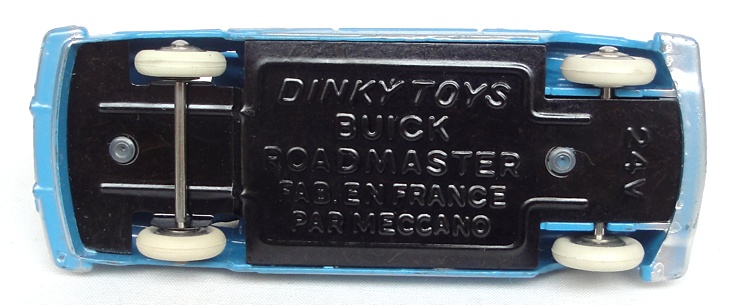 DINKY TOYS
BUICK
ROADMASTER
FAB. EN FRANCE
PAR MECCANO
24V